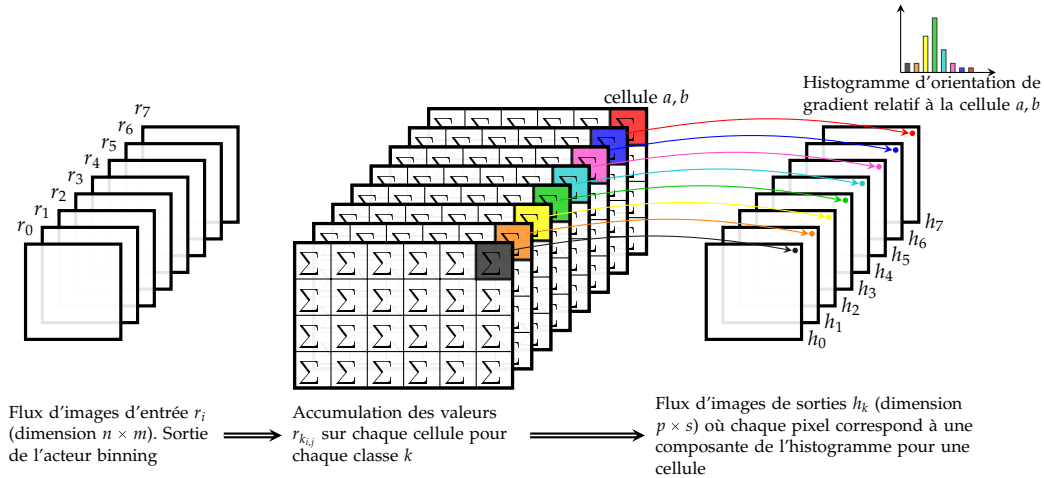 Histogramme d'orientation de
gradient relatif à la cellule a, b
cellule a, b
r₇
r₆
r₅
r₄
r₃
r₂
r₁
r₀
∑ ∑ ∑ ∑ ∑ ∑
∑ ∑ ∑ ∑ ∑ ∑
∑ ∑ ∑ ∑ ∑ ∑
∑ ∑ ∑ ∑ ∑ ∑
h₇
h₆
h₅
h₄
h₃
h₂
h₁
h₀
Flux d'images d'entrée rᵢ
(dimension n × m). Sortie
de l'acteur binning
Accumulation des valeurs
r_{k_{i,j}} sur chaque cellule pour
chaque classe k
Flux d'images de sorties hₖ (dimension
p × s) où chaque pixel correspond à une
composante de l'histogramme pour une
cellule